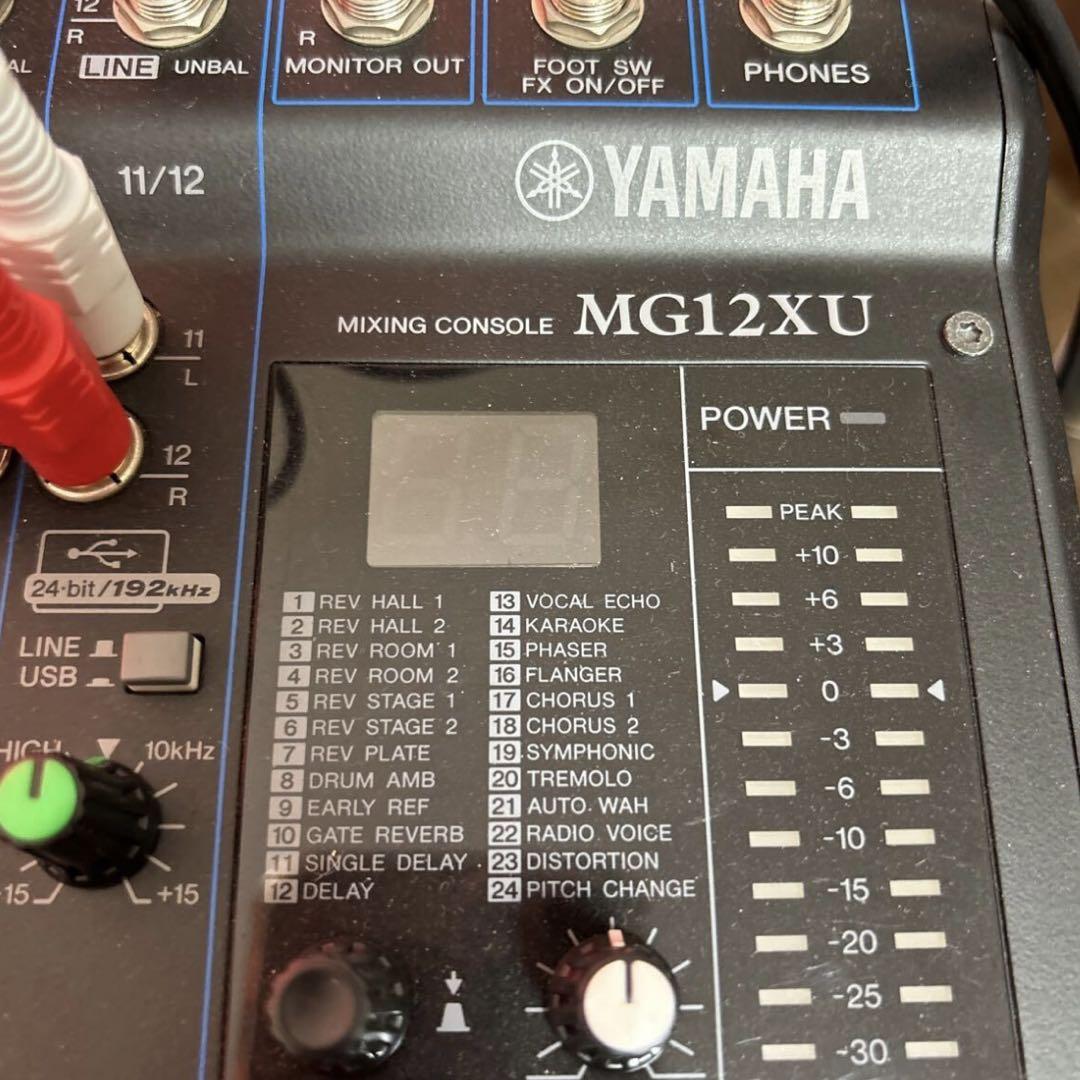 12
R
R
AL
LINE UNBAL
MONITOR OUT
FOOT SW
FX ON/OFF
PHONES
11/12
YAMAHA
MIXING CONSOLE MG12XU
11
L
12
R
24-bit/192kHz
LINE
USB
HIGH
10kHz
-15
+15
POWER
1 REV HALL 1
2 REV HALL 2
3 REV ROOM 1
4 REV ROOM 2
5 REV STAGE 1
6 REV STAGE 2
7 REV PLATE
8 DRUM AMB
9 EARLY REF
10 GATE REVERB
11 SINGLE DELAY
12 DELAY
13 VOCAL ECHO
14 KARAOKE
15 PHASER
16 FLANGER
17 CHORUS 1
18 CHORUS 2
19 SYMPHONIC
20 TREMOLO
21 AUTO WAH
22 RADIO VOICE
23 DISTORTION
24 PITCH CHANGE
PEAK
+10
+6
+3
0
-3
-6
-10
-15
-20
-25
-30